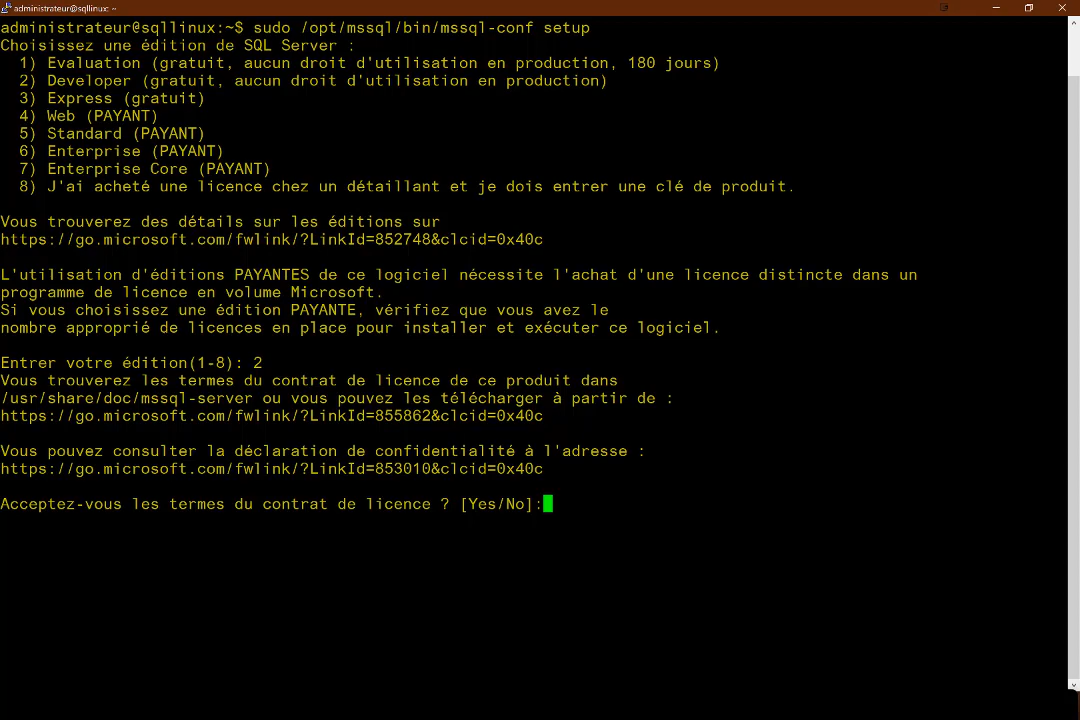 administrateur@sqllinux: ~
administrateur@sqllinux:~$ sudo /opt/mssql/bin/mssql-conf setup
Choisissez une édition de SQL Server :
1) Evaluation (gratuit, aucun droit d'utilisation en production, 180 jours)
2) Developer (gratuit, aucun droit d'utilisation en production)
3) Express (gratuit)
4) Web (PAYANT)
5) Standard (PAYANT)
6) Enterprise (PAYANT)
7) Enterprise Core (PAYANT)
8) J'ai acheté une licence chez un détaillant et je dois entrer une clé de produit.
Vous trouverez des détails sur les éditions sur
https://go.microsoft.com/fwlink/?LinkId=852748&clcid=0x40c
L'utilisation d'éditions PAYANTES de ce logiciel nécessite l'achat d'une licence distincte dans un
programme de licence en volume Microsoft.
Si vous choisissez une édition PAYANTE, vérifiez que vous avez le
nombre approprié de licences en place pour installer et exécuter ce logiciel.
Entrer votre édition(1-8): 2
Vous trouverez les termes du contrat de licence de ce produit dans
/usr/share/doc/mssql-server ou vous pouvez les télécharger à partir de :
https://go.microsoft.com/fwlink/?LinkId=855862&clcid=0x40c
Vous pouvez consulter la déclaration de confidentialité à l'adresse :
https://go.microsoft.com/fwlink/?LinkId=853010&clcid=0x40c
Acceptez-vous les termes du contrat de licence ? [Yes/No]: